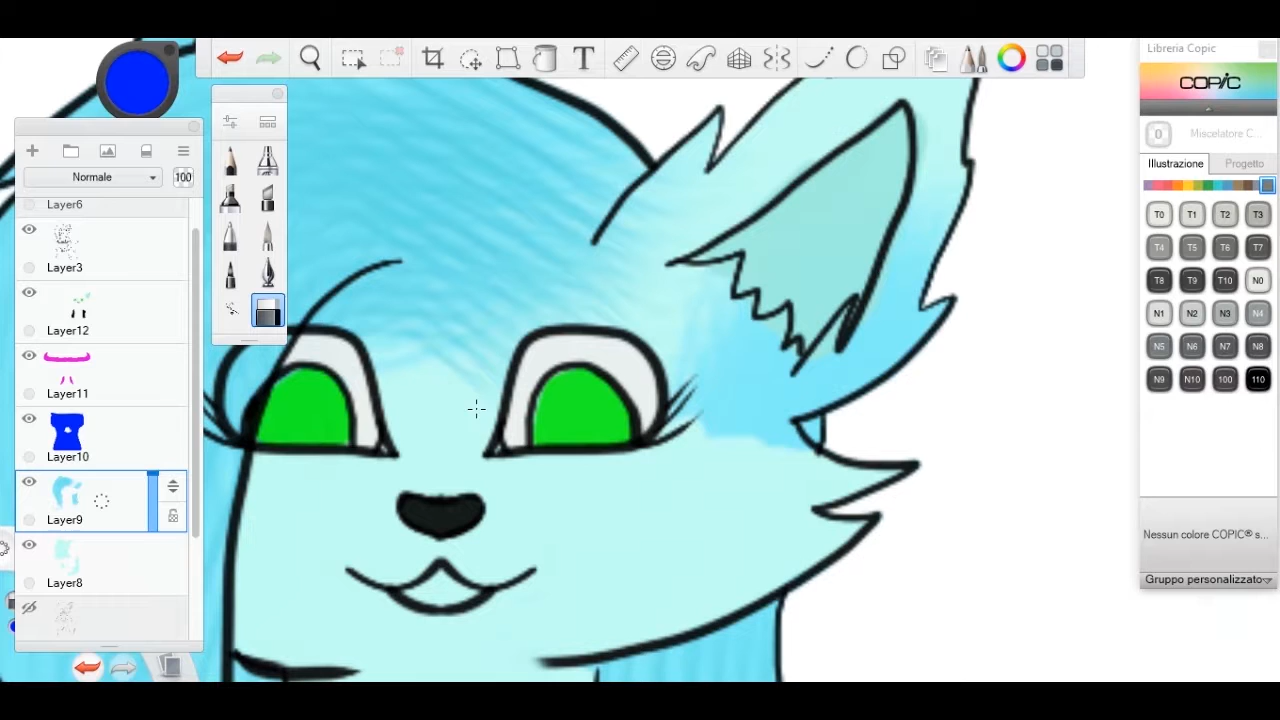 Normale
100
Layer6
Layer3
Layer12
Layer11
Layer10
Layer9
Layer8
T
Libreria Copic
COPIC
0
Miscelatore C...
Illustrazione
Progetto
T0 T1 T2 T3
T4 T5 T6 T7
T8 T9 T10 N0
N1 N2 N3 N4
N5 N6 N7 N8
N9 N10 100 110
Nessun colore COPIC® s...
Gruppo personalizzato